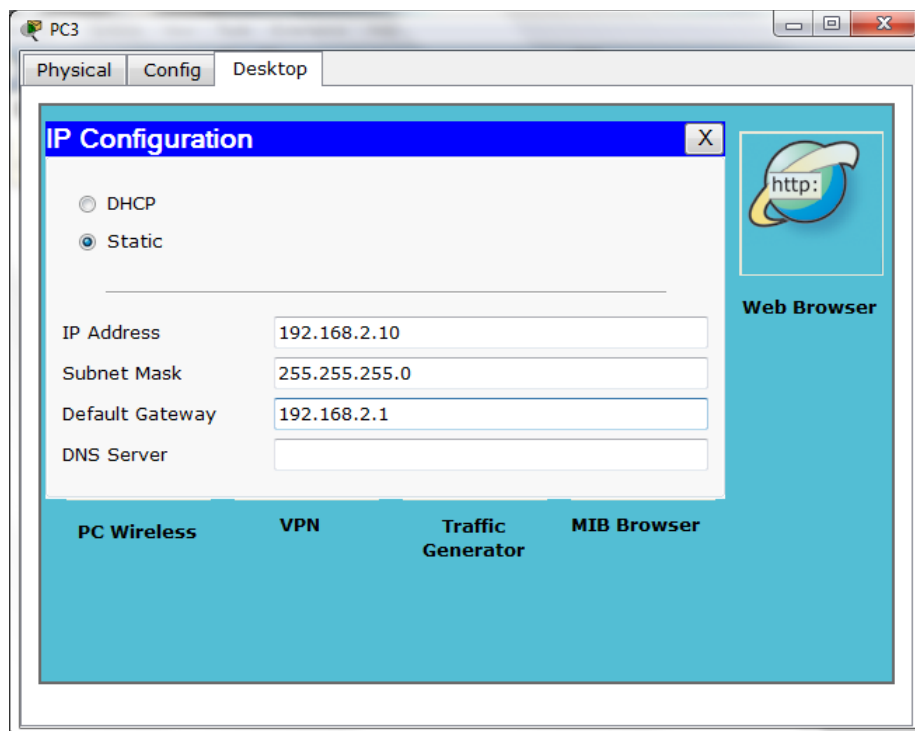 PC3
Physical Config Desktop
IP Configuration X
http:
DHCP
Static
Web Browser
IP Address 192.168.2.10
Subnet Mask 255.255.255.0
Default Gateway 192.168.2.1
DNS Server
PC Wireless VPN Traffic Generator MIB Browser